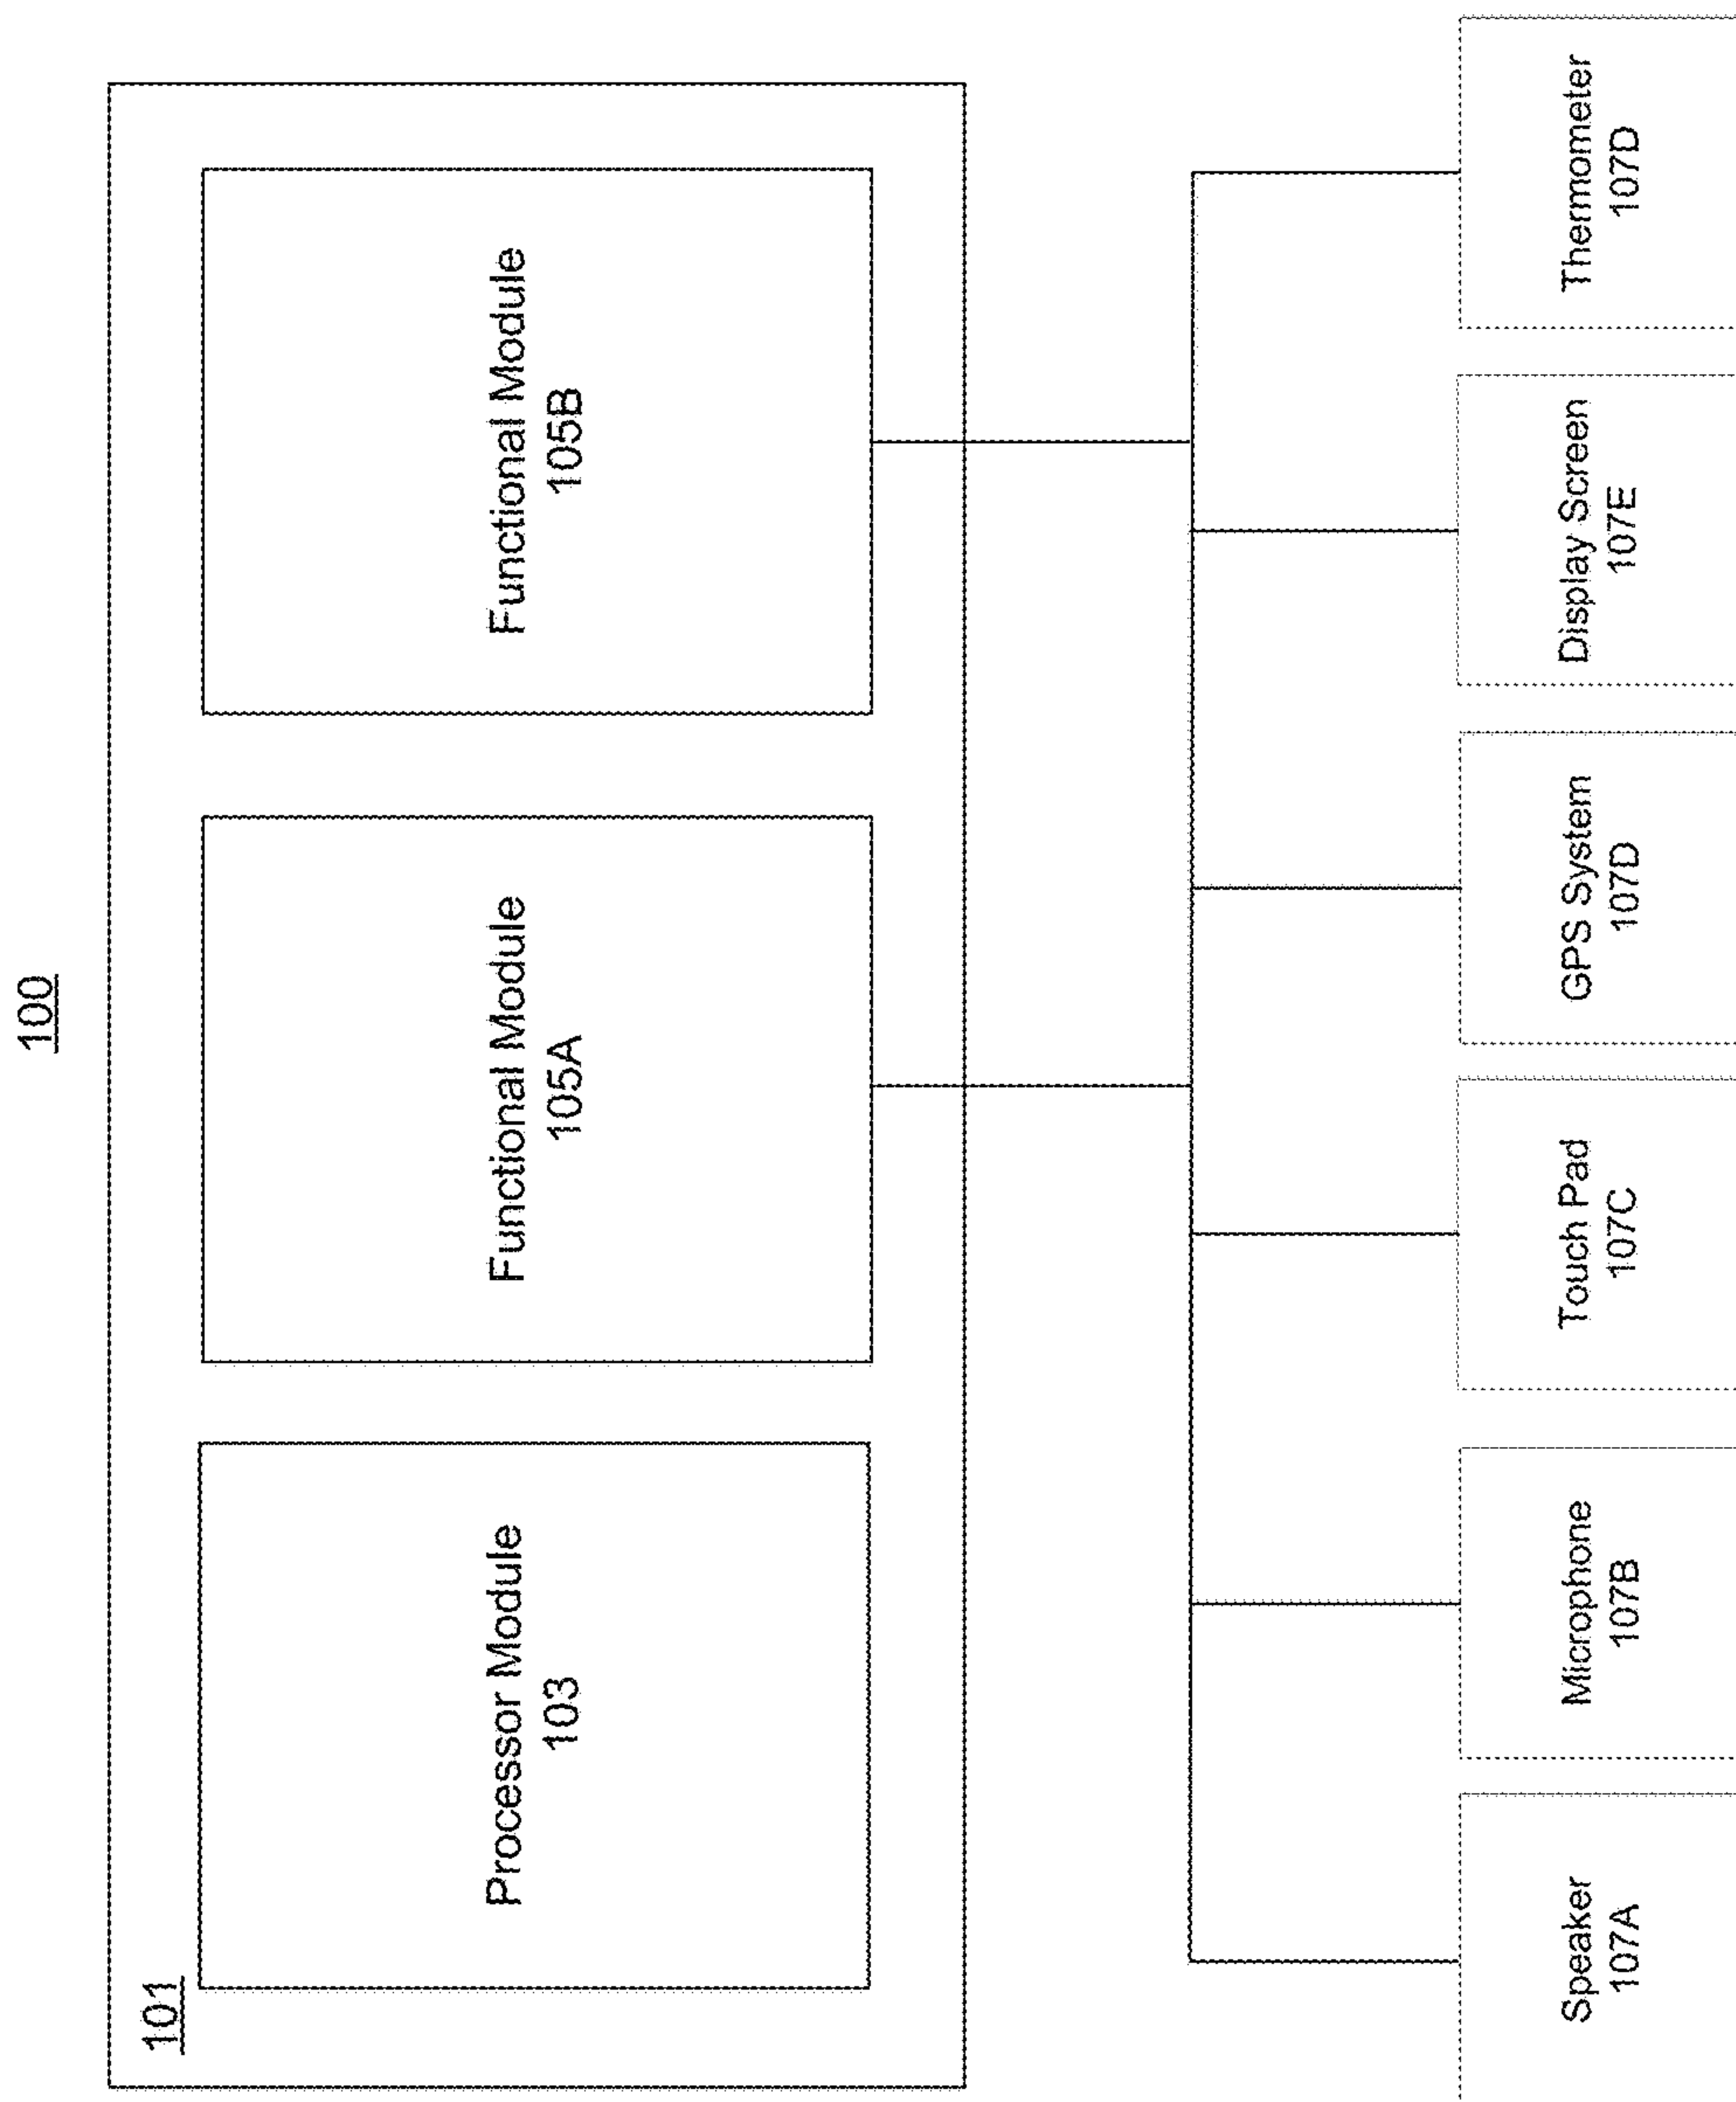 100
101
Processor Module
103
Functional Module
105A
Functional Module
105B
Speaker
107A
Microphone
107B
Touch Pad
107C
GPS System
107D
Display Screen
107E
Thermometer
107D